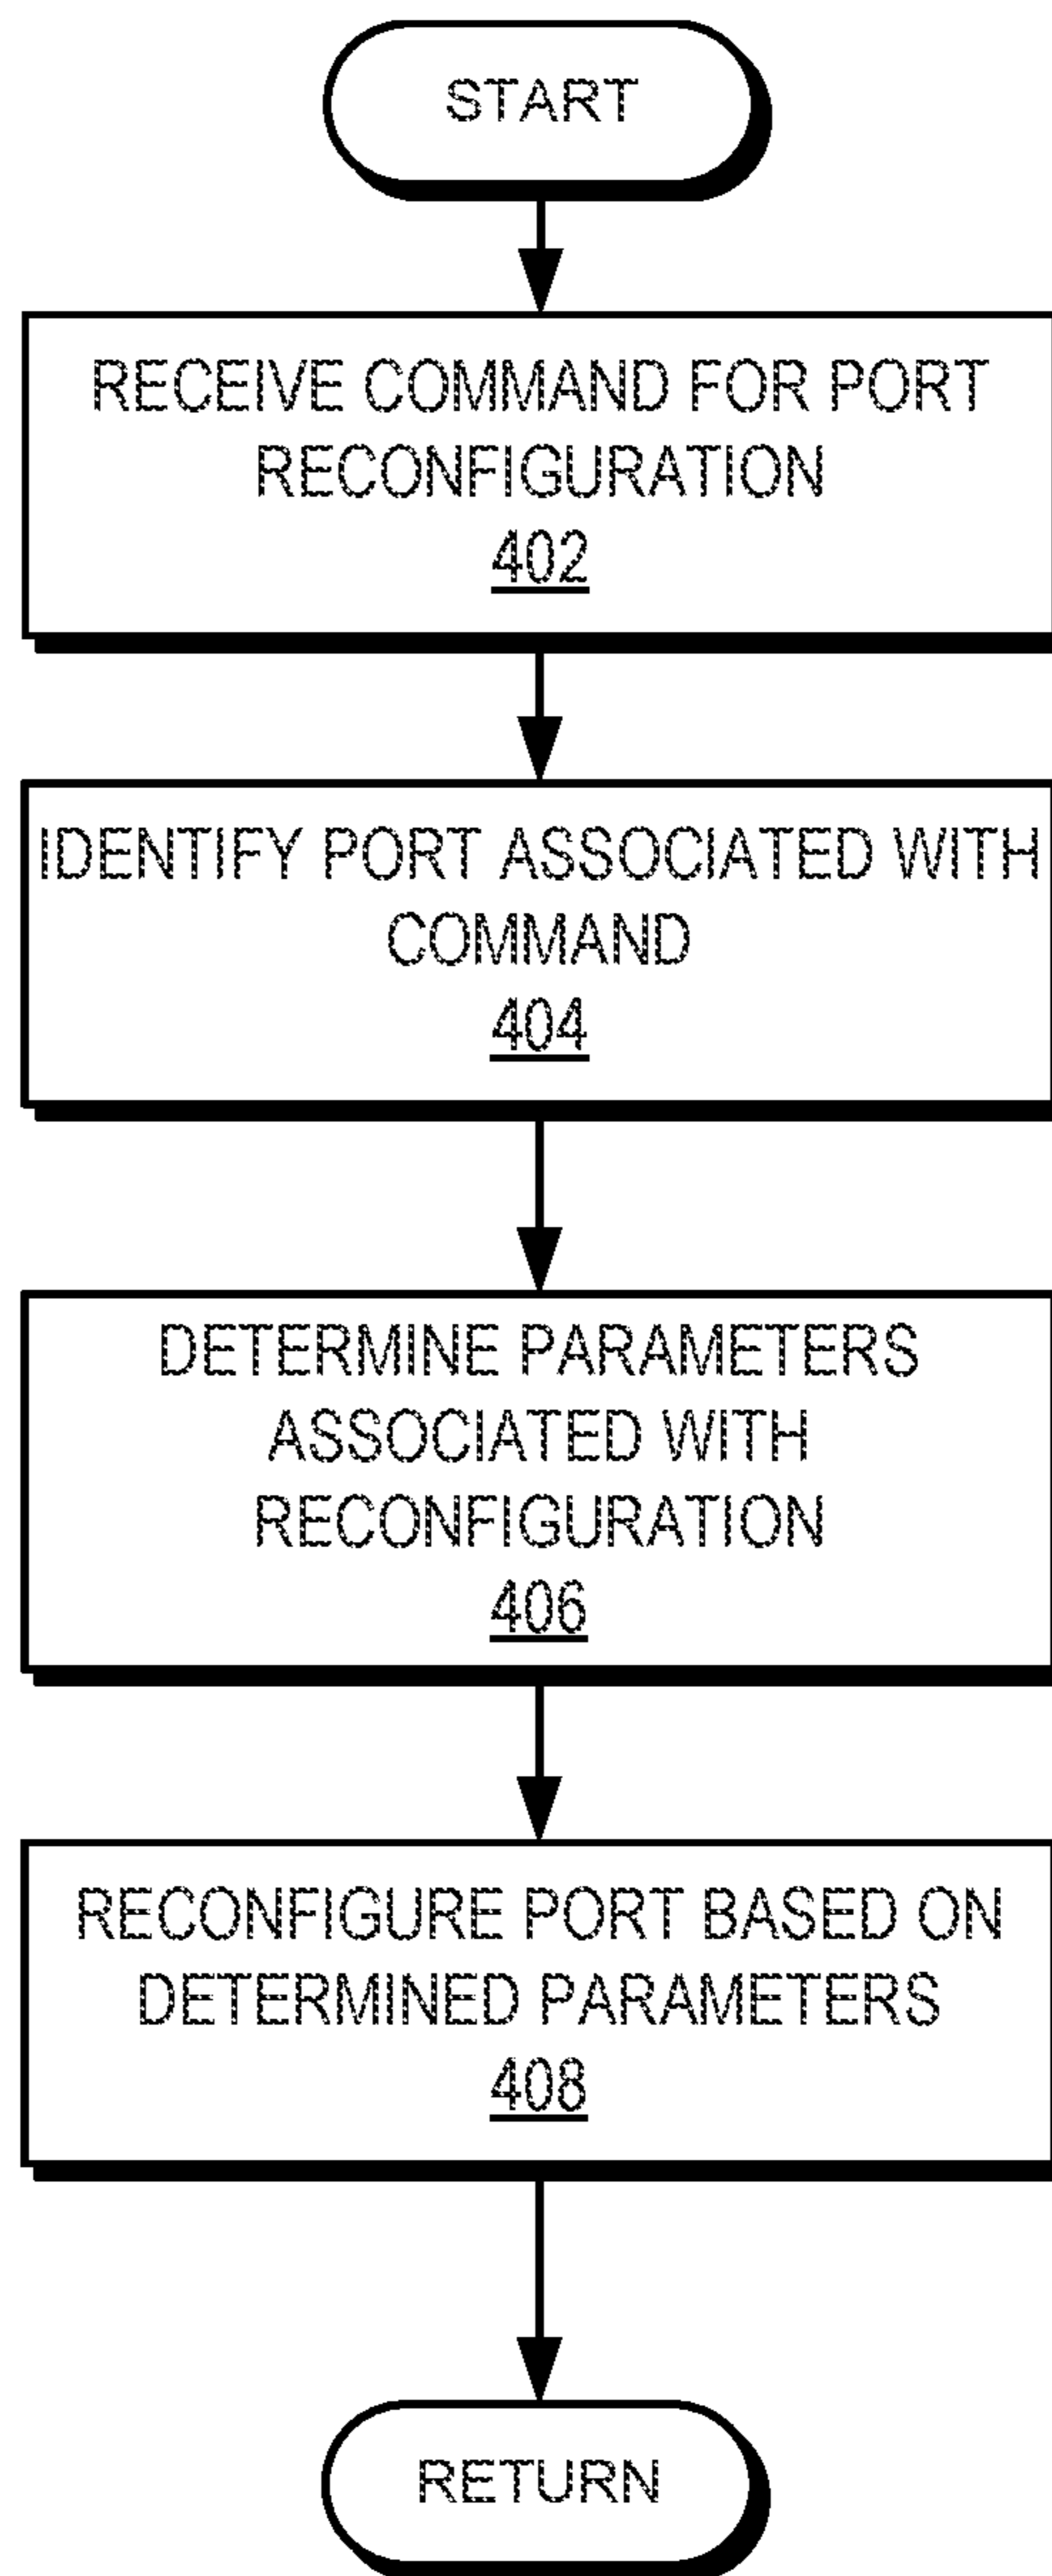 START
RECEIVE COMMAND FOR PORT
RECONFIGURATION
402
IDENTIFY PORT ASSOCIATED WITH
COMMAND
404
DETERMINE PARAMETERS
ASSOCIATED WITH
RECONFIGURATION
406
RECONFIGURE PORT BASED ON
DETERMINED PARAMETERS
408
RETURN